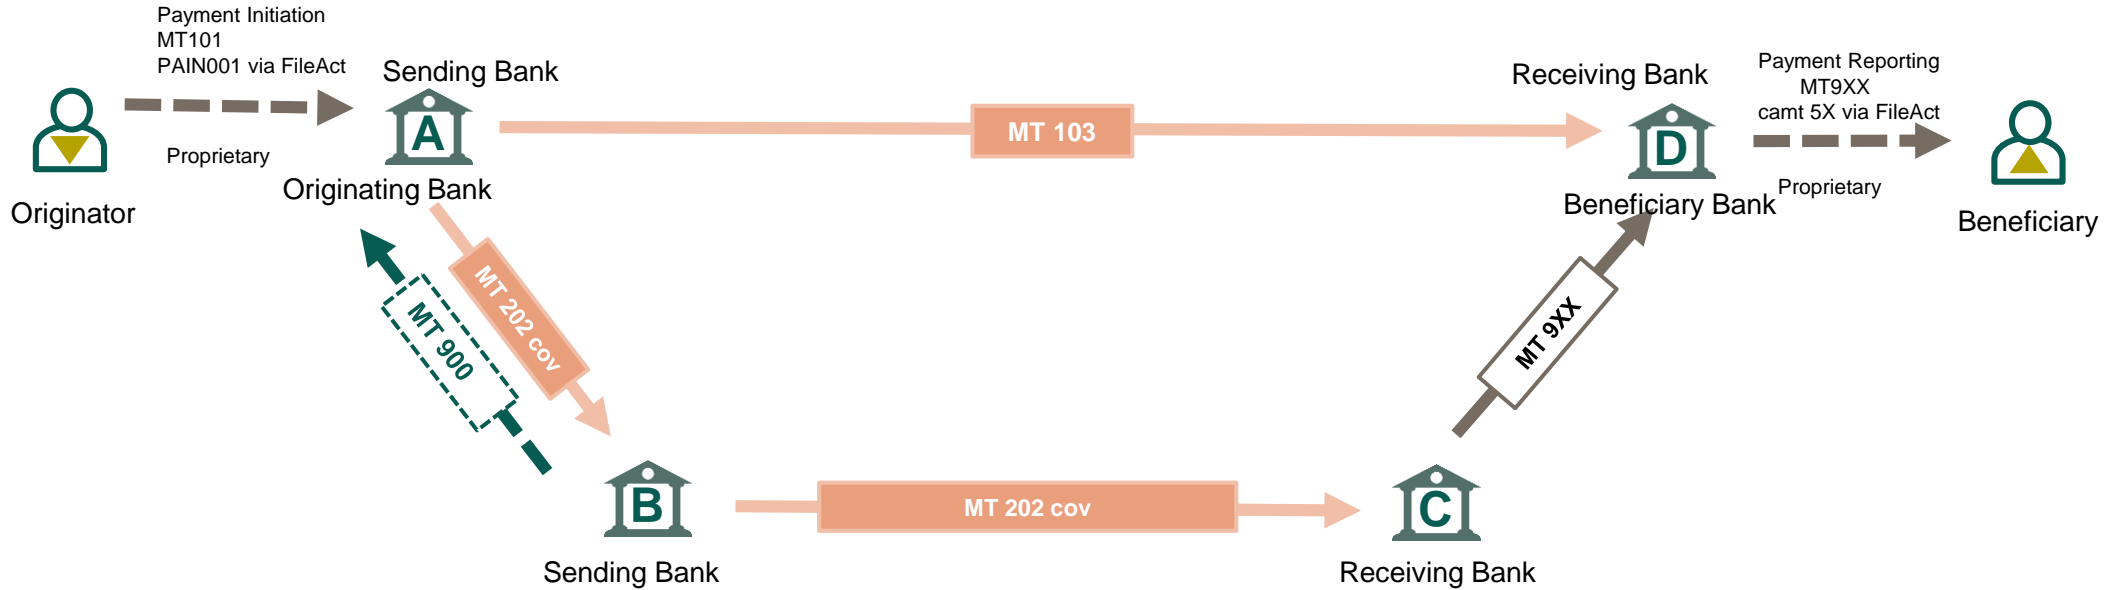 Payment Initiation
MT101
PAIN001 via FileAct
Sending Bank
A
Proprietary
Originating Bank
Originator
MT 103
Receiving Bank
D
Beneficiary Bank
Payment Reporting
MT9XX
camt 5X via FileAct
Proprietary
Beneficiary
MT 202 cov
MT 900
MT 9XX
B
Sending Bank
MT 202 cov
C
Receiving Bank